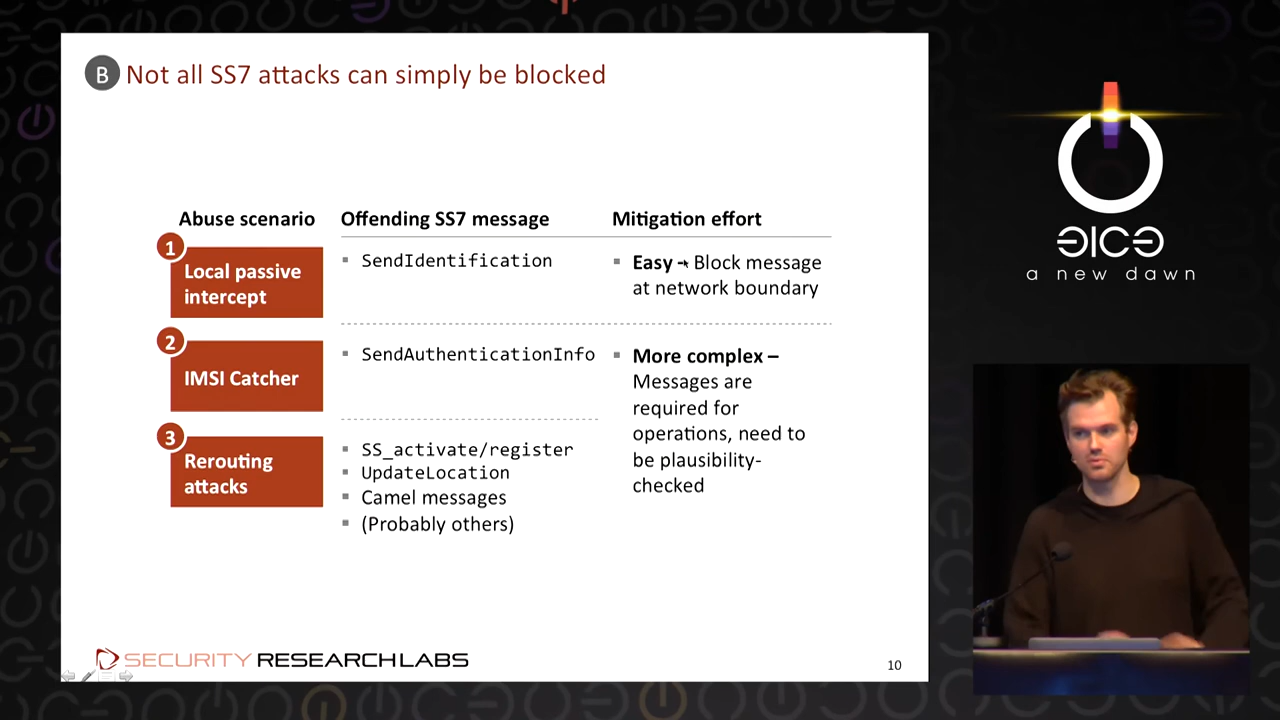 B Not all SS7 attacks can simply be blocked
Abuse scenario Offending SS7 message Mitigation effort
1
Local passive
intercept
▪ SendIdentification
▪ Easy – Block message
at network boundary
2
IMSI Catcher
▪ SendAuthenticationInfo
▪ More complex –
Messages are
required for
operations, need to
be plausibility-
checked
3
Rerouting
attacks
▪ SS_activate/register
▪ UpdateLocation
▪ Camel messages
▪ (Probably others)
SECURITY RESEARCH LABS
10
31C3
a new dawn